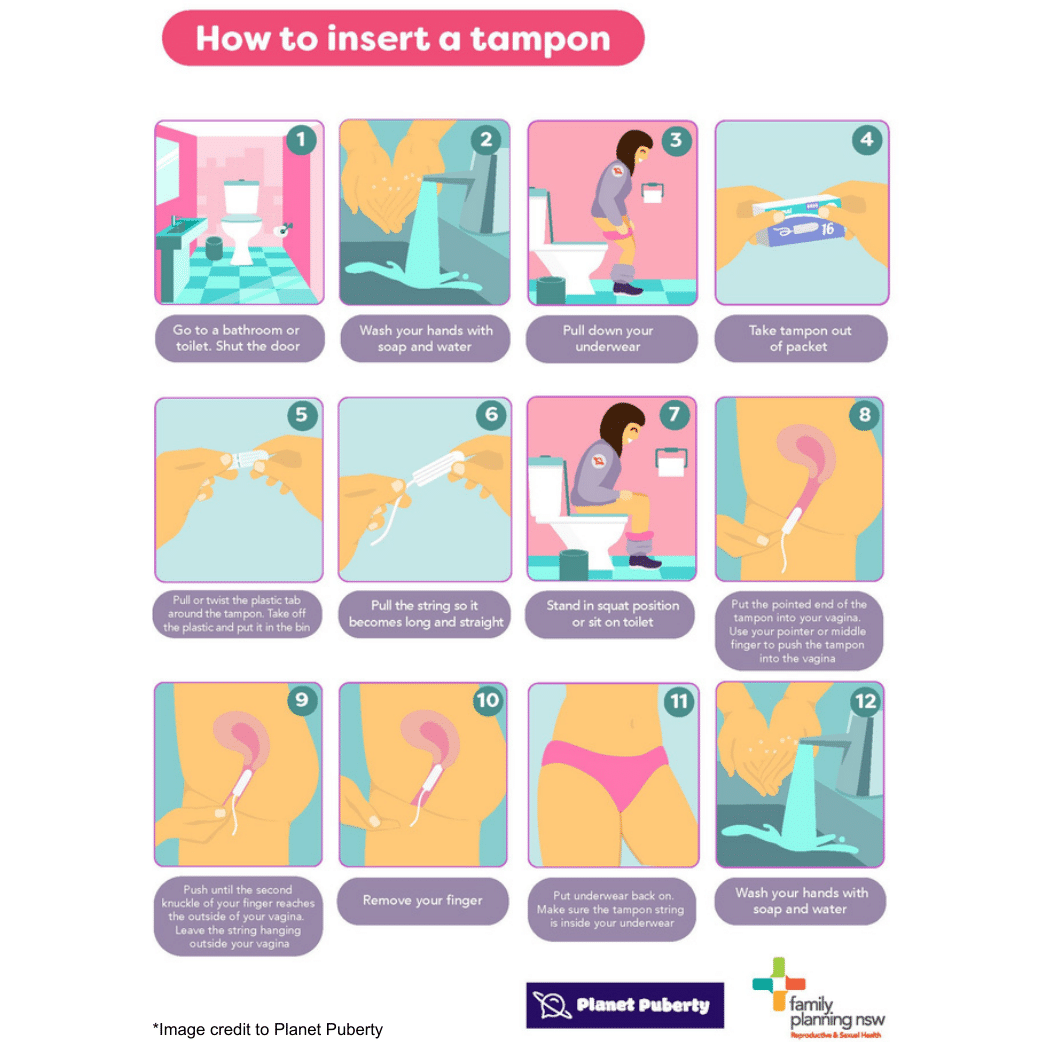 How to insert a tampon
1
2
3
4
16
Go to a bathroom or
toilet. Shut the door
Wash your hands with
soap and water
Pull down your
underwear
Take tampon out
of packet
5
6
7
8
Pull or twist the plastic tab
around the tampon. Take off
the plastic and put it in the bin
Pull the string so it
becomes long and straight
Stand in squat position
or sit on toilet
Put the pointed end of the
tampon into your vagina.
Use your pointer or middle
finger to push the tampon
into the vagina
9
10
11
12
Push until the second
knuckle of your finger reaches
the outside of your vagina.
Leave the string hanging
outside your vagina
Remove your finger
Put underwear back on.
Make sure the tampon string
is inside your underwear
Wash your hands with
soap and water
Planet Puberty
family
planning nsw
Reproductive & Sexual Health
*Image credit to Planet Puberty